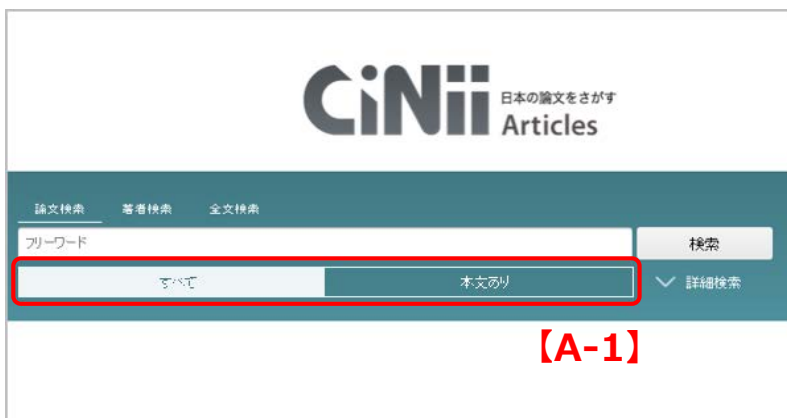 CiNii 日本の論文をさがす
Articles
論文検索 著者検索 全文検索
フリーワード 検索
すべて 本文あり 詳細検索
【A-1】